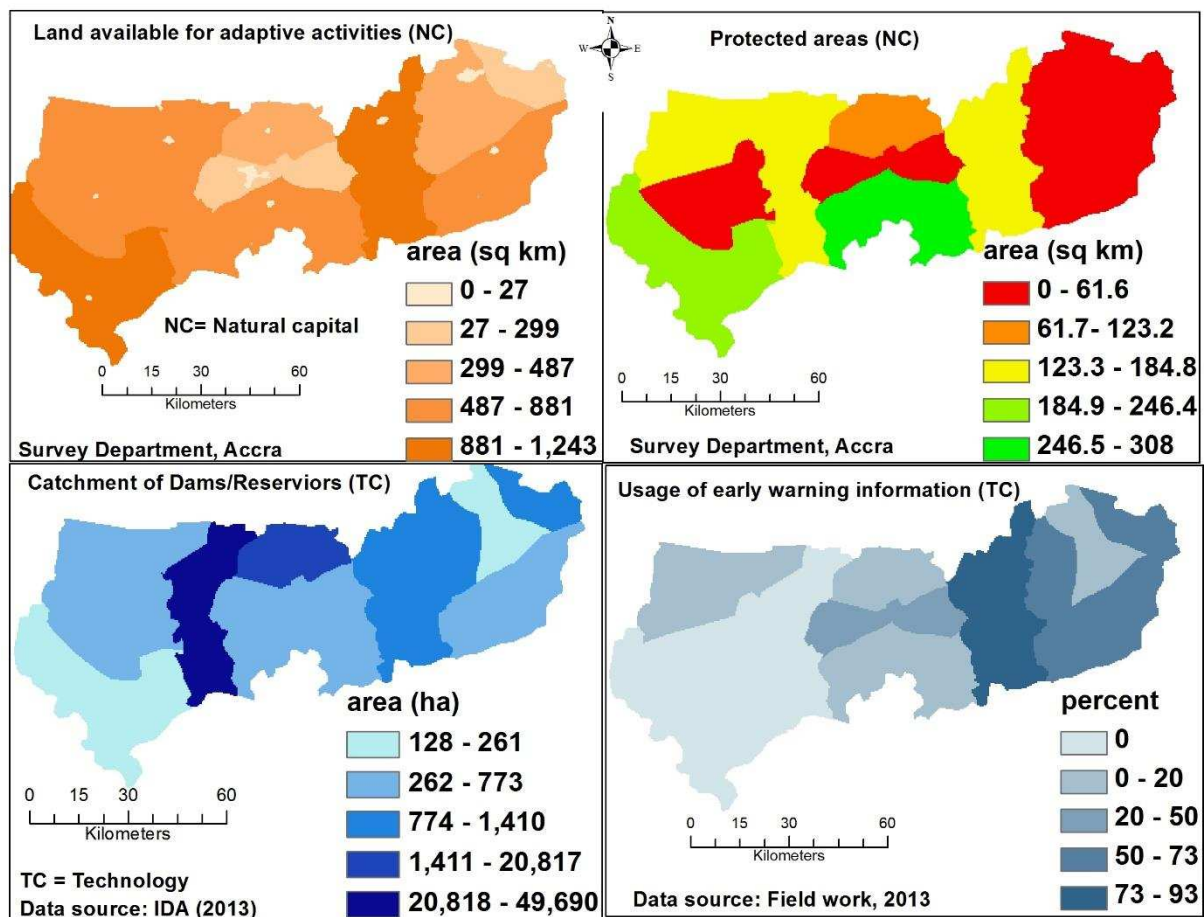 Land available for adaptive activities (NC)
N
W E
S
area (sq km)
0 - 27
27 - 299
299 - 487
487 - 881
881 - 1,243
NC= Natural capital
0 15 30 60
Kilometers
Survey Department, Accra
Protected areas (NC)
area (sq km)
0 - 61.6
61.7- 123.2
123.3 - 184.8
184.9 - 246.4
246.5 - 308
0 15 30 60
Kilometers
Survey Department, Accra
Catchment of Dams/Reserviors (TC)
area (ha)
128 - 261
262 - 773
774 - 1,410
1,411 - 20,817
20,818 - 49,690
0 15 30 60
Kilometers
TC = Technology
Data source: IDA (2013)
Usage of early warning information (TC)
percent
0
0 - 20
20 - 50
50 - 73
73 - 93
0 15 30 60
Kilometers
Data source: Field work, 2013